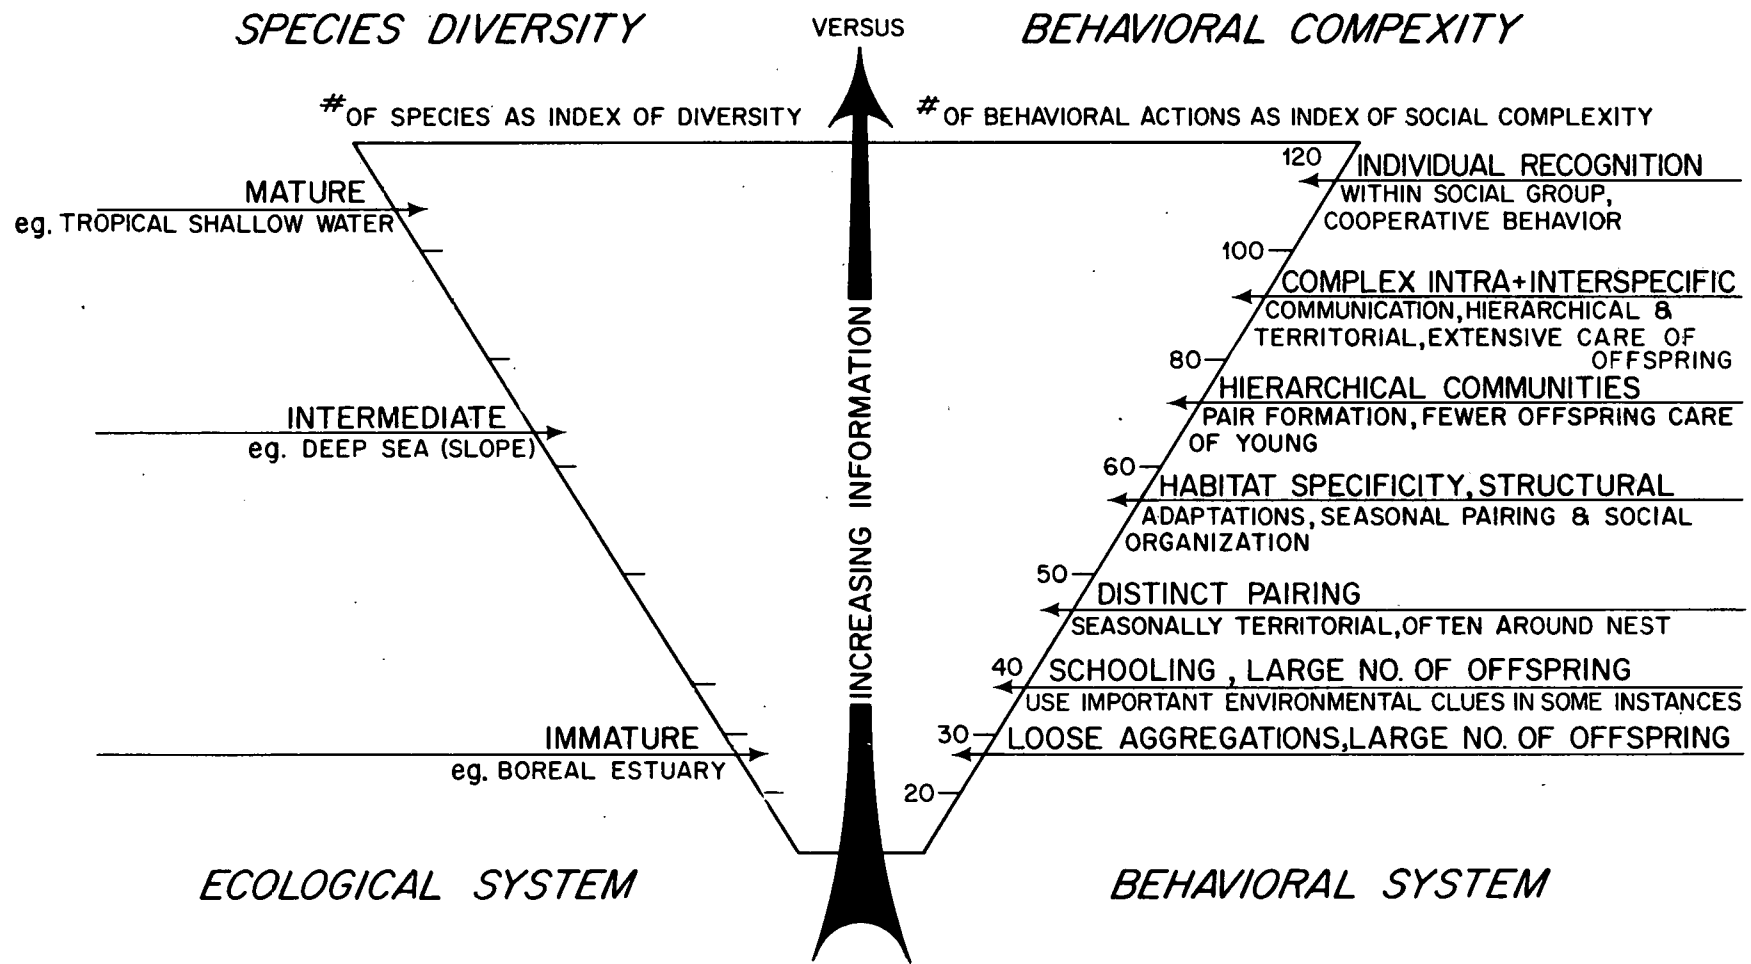 SPECIES DIVERSITY
VERSUS
BEHAVIORAL COMPEXITY
# OF SPECIES AS INDEX OF DIVERSITY
# OF BEHAVIORAL ACTIONS AS INDEX OF SOCIAL COMPLEXITY
MATURE
eg. TROPICAL SHALLOW WATER
INTERMEDIATE
eg. DEEP SEA (SLOPE)
IMMATURE
eg. BOREAL ESTUARY
INCREASING INFORMATION
120
INDIVIDUAL RECOGNITION
WITHIN SOCIAL GROUP,
COOPERATIVE BEHAVIOR
100
COMPLEX INTRA+INTERSPECIFIC
COMMUNICATION, HIERARCHICAL &
TERRITORIAL, EXTENSIVE CARE OF
OFFSPRING
80
HIERARCHICAL COMMUNITIES
PAIR FORMATION, FEWER OFFSPRING CARE
OF YOUNG
60
HABITAT SPECIFICITY, STRUCTURAL
ADAPTATIONS, SEASONAL PAIRING & SOCIAL
ORGANIZATION
50
DISTINCT PAIRING
SEASONALLY TERRITORIAL, OFTEN AROUND NEST
40
SCHOOLING , LARGE NO. OF OFFSPRING
USE IMPORTANT ENVIRONMENTAL CLUES IN SOME INSTANCES
30
LOOSE AGGREGATIONS, LARGE NO. OF OFFSPRING
20
ECOLOGICAL SYSTEM
BEHAVIORAL SYSTEM